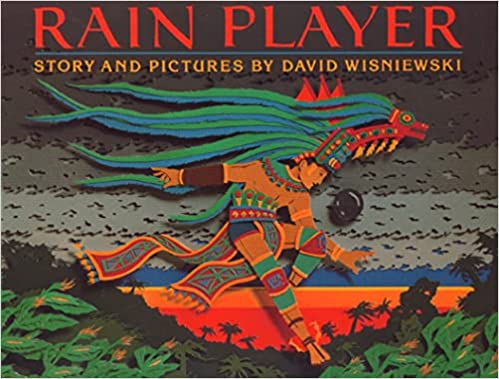 RAIN PLAYER
STORY AND PICTURES BY DAVID WISNIEWSKI